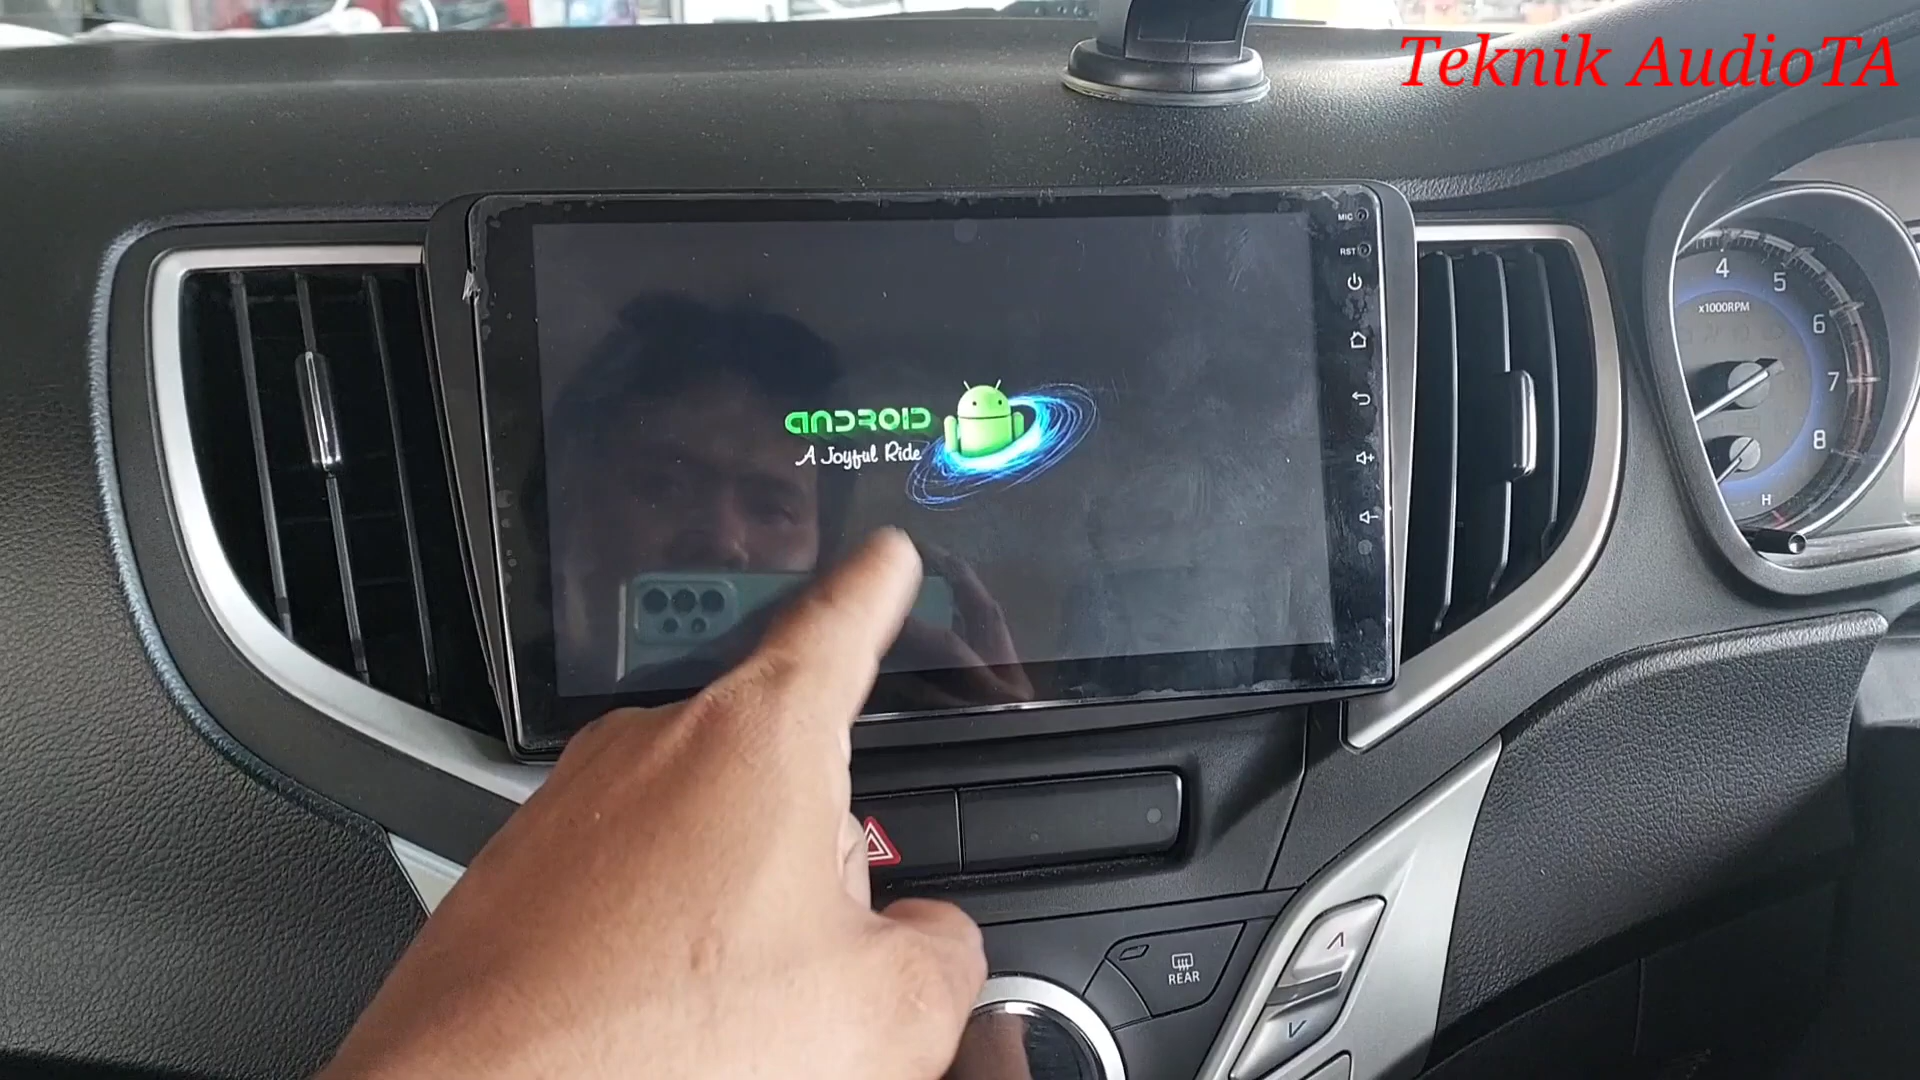 Teknik AudioTA
MIC
RST
ANDROID
A Joyful Ride
4
5
x1000RPM
6
7
8
H
REAR